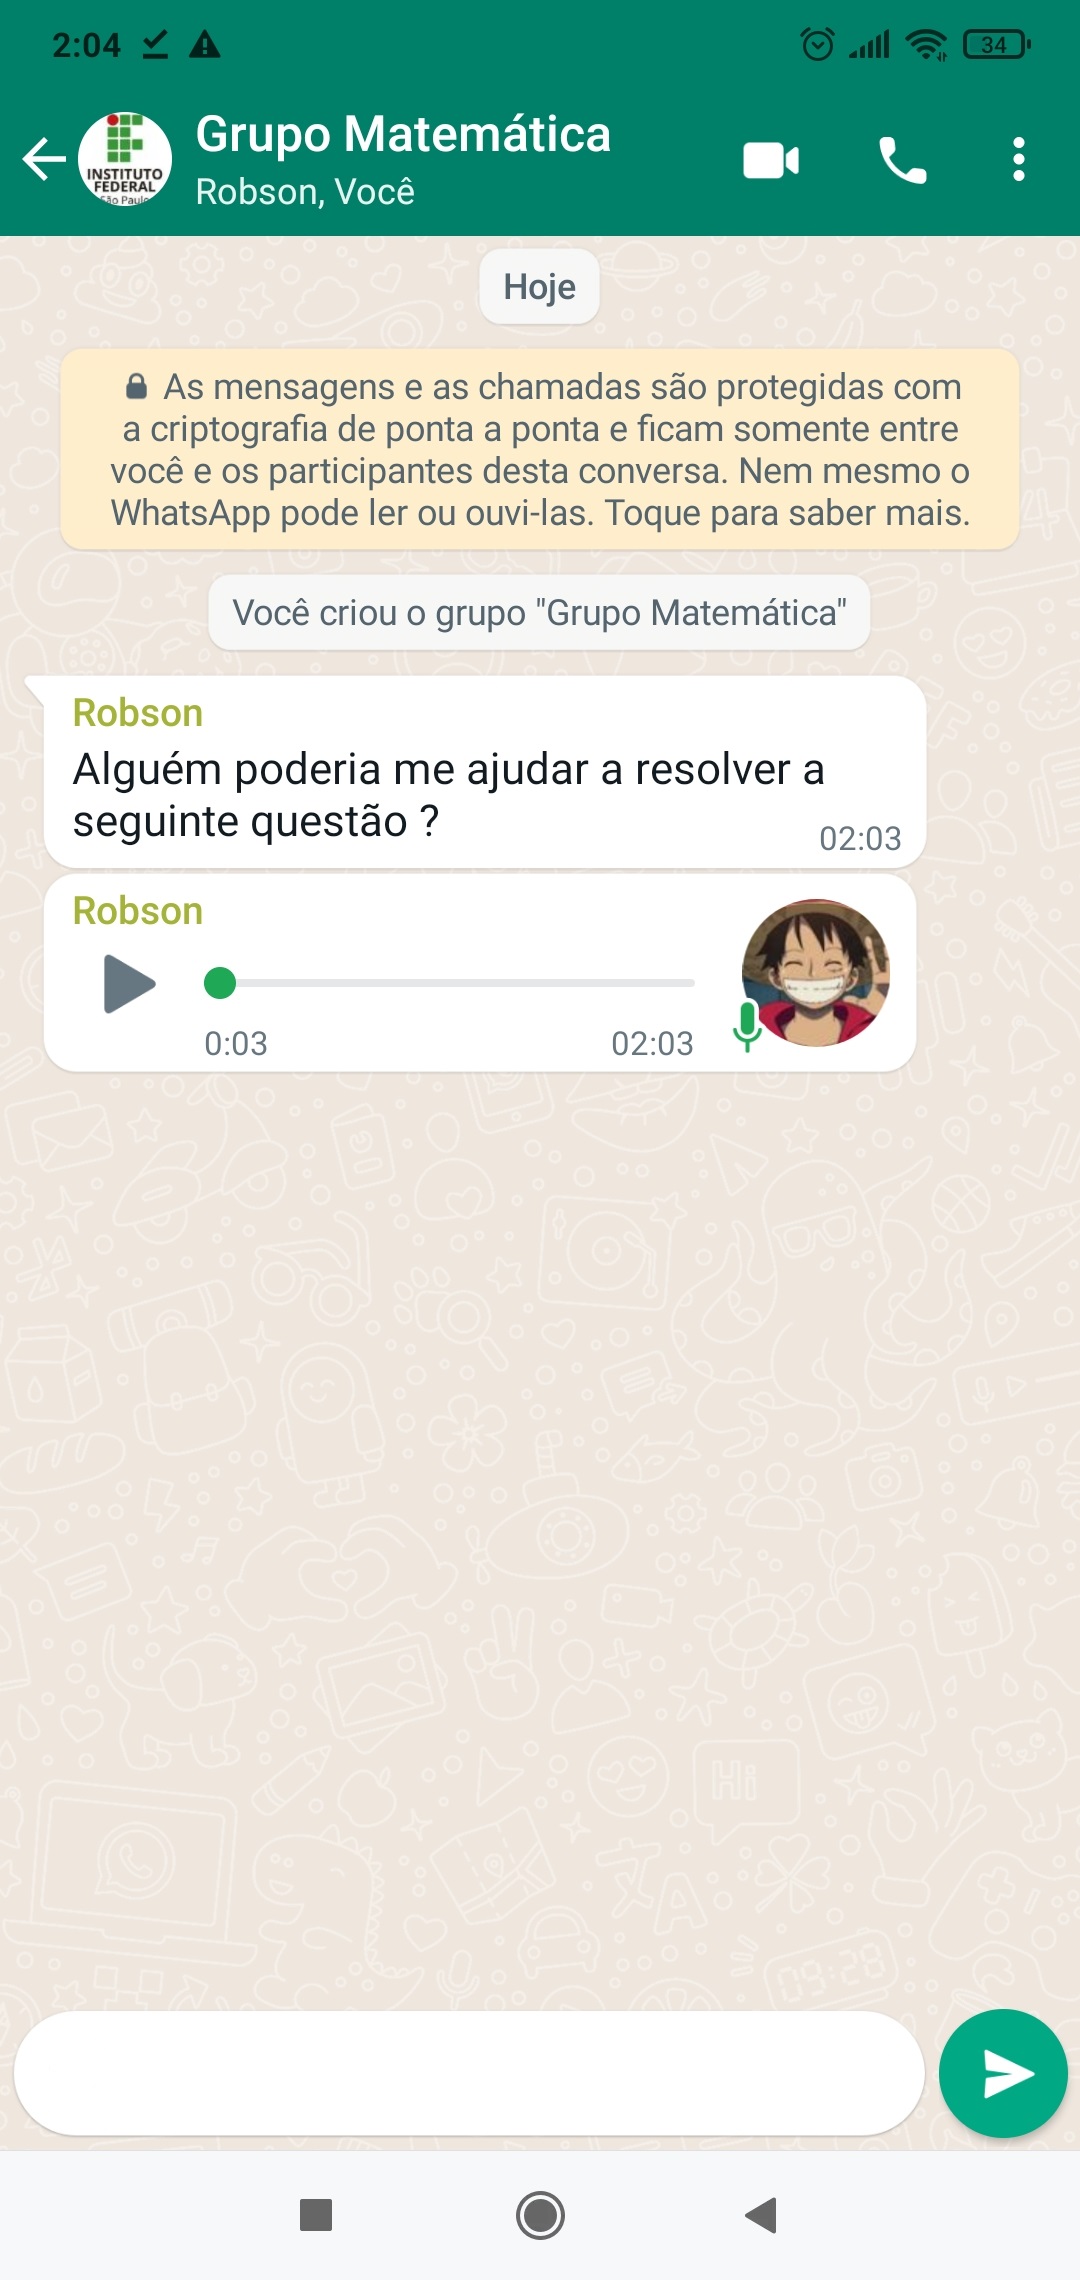 2:04
34
INSTITUTO
FEDERAL
São Paulo
Grupo Matemática
Robson, Você
Hoje
As mensagens e as chamadas são protegidas com
a criptografia de ponta a ponta e ficam somente entre
você e os participantes desta conversa. Nem mesmo o
WhatsApp pode ler ou ouvi-las. Toque para saber mais.
Você criou o grupo "Grupo Matemática"
Robson
Alguém poderia me ajudar a resolver a
seguinte questão ?
02:03
Robson
0:03
02:03
Hi
09:28